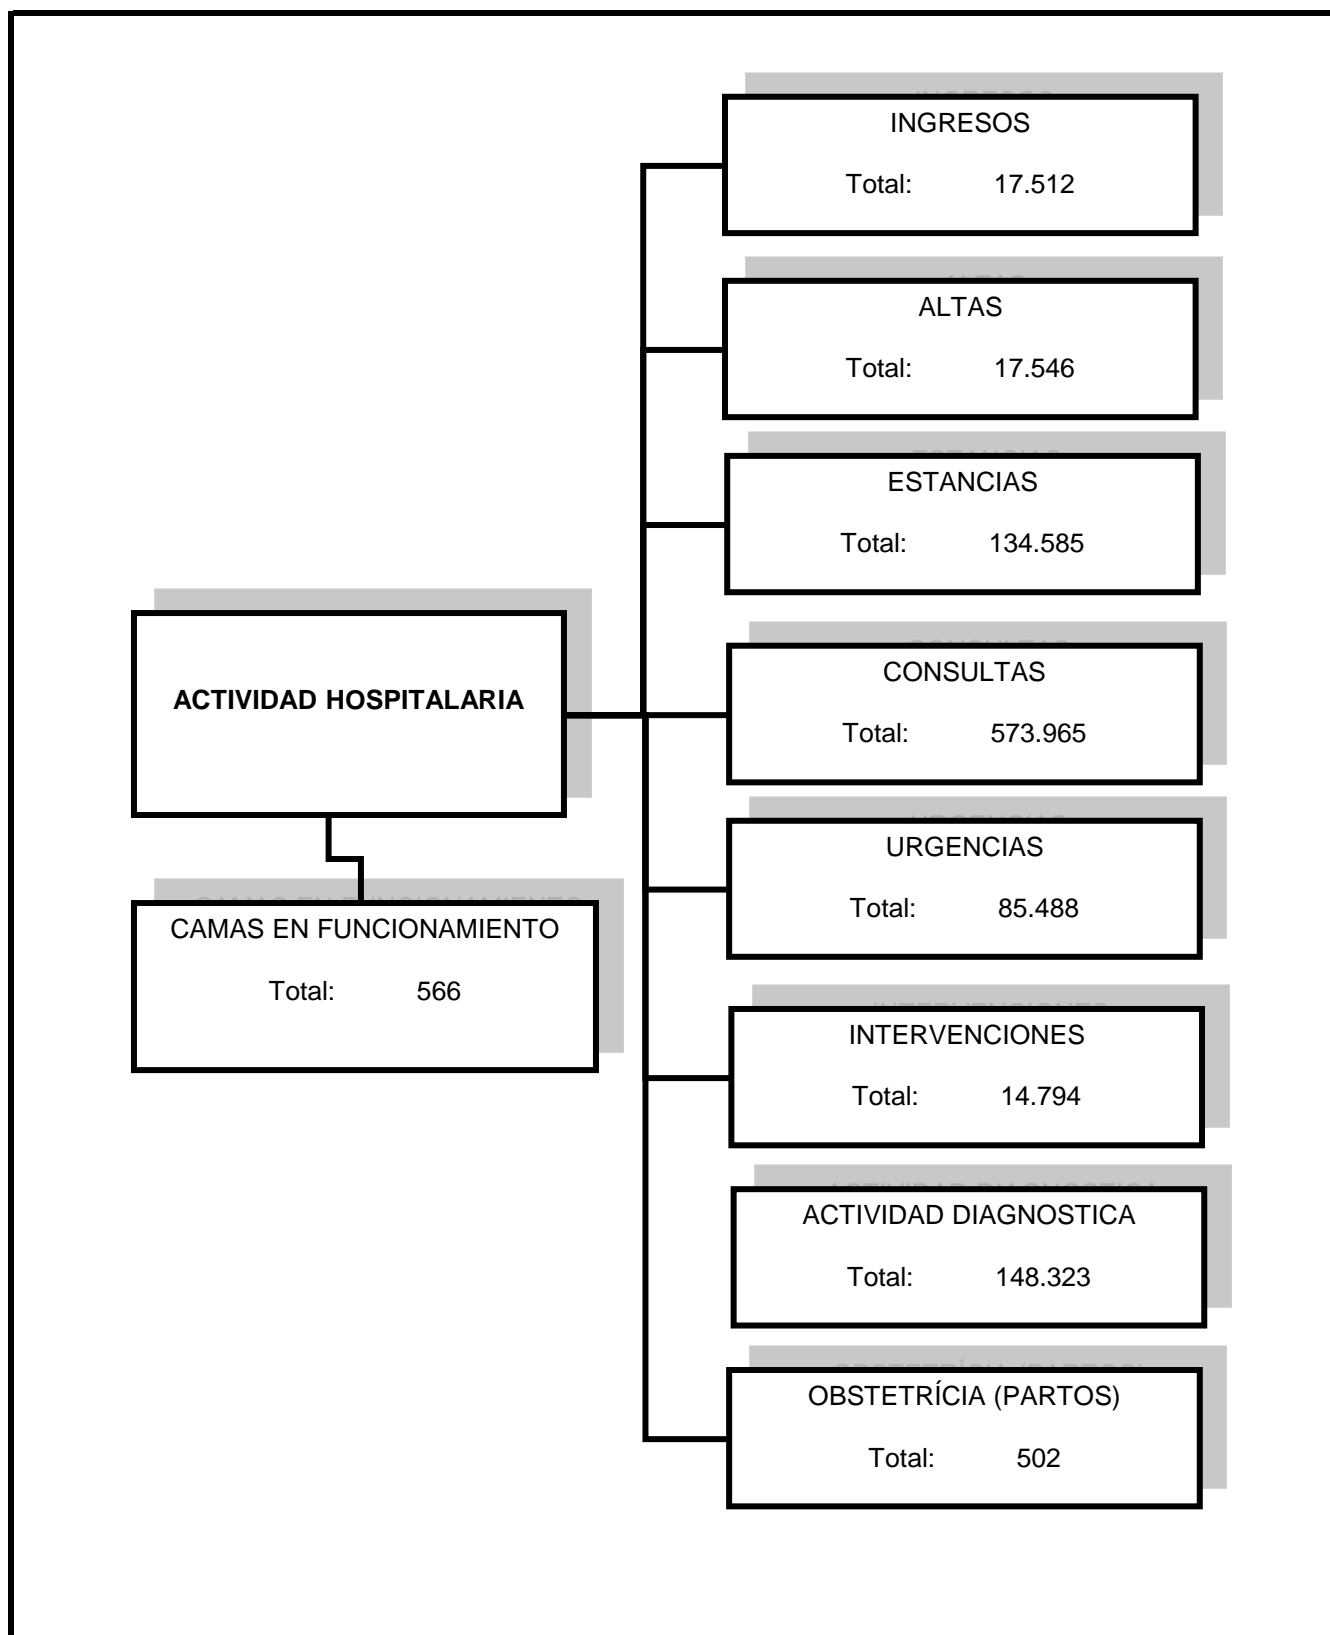 INGRESOS
Total: 17.512
ALTAS
Total: 17.546
ESTANCIAS
Total: 134.585
CONSULTAS
Total: 573.965
URGENCIAS
Total: 85.488
INTERVENCIONES
Total: 14.794
ACTIVIDAD DIAGNOSTICA
Total: 148.323
OBSTETRÍCIA (PARTOS)
Total: 502
ACTIVIDAD HOSPITALARIA
CAMAS EN FUNCIONAMIENTO
Total: 566